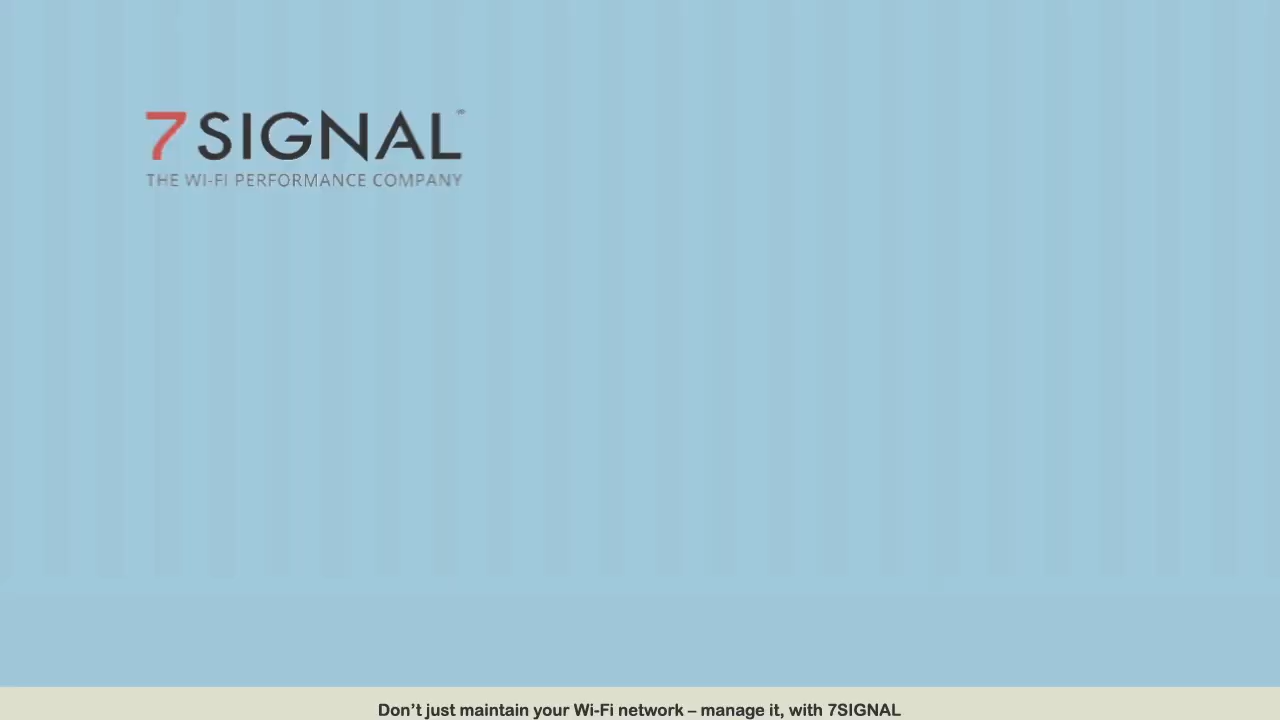 7SIGNAL
THE WI-FI PERFORMANCE COMPANY
Don’t just maintain your Wi-Fi network – manage it, with 7SIGNAL